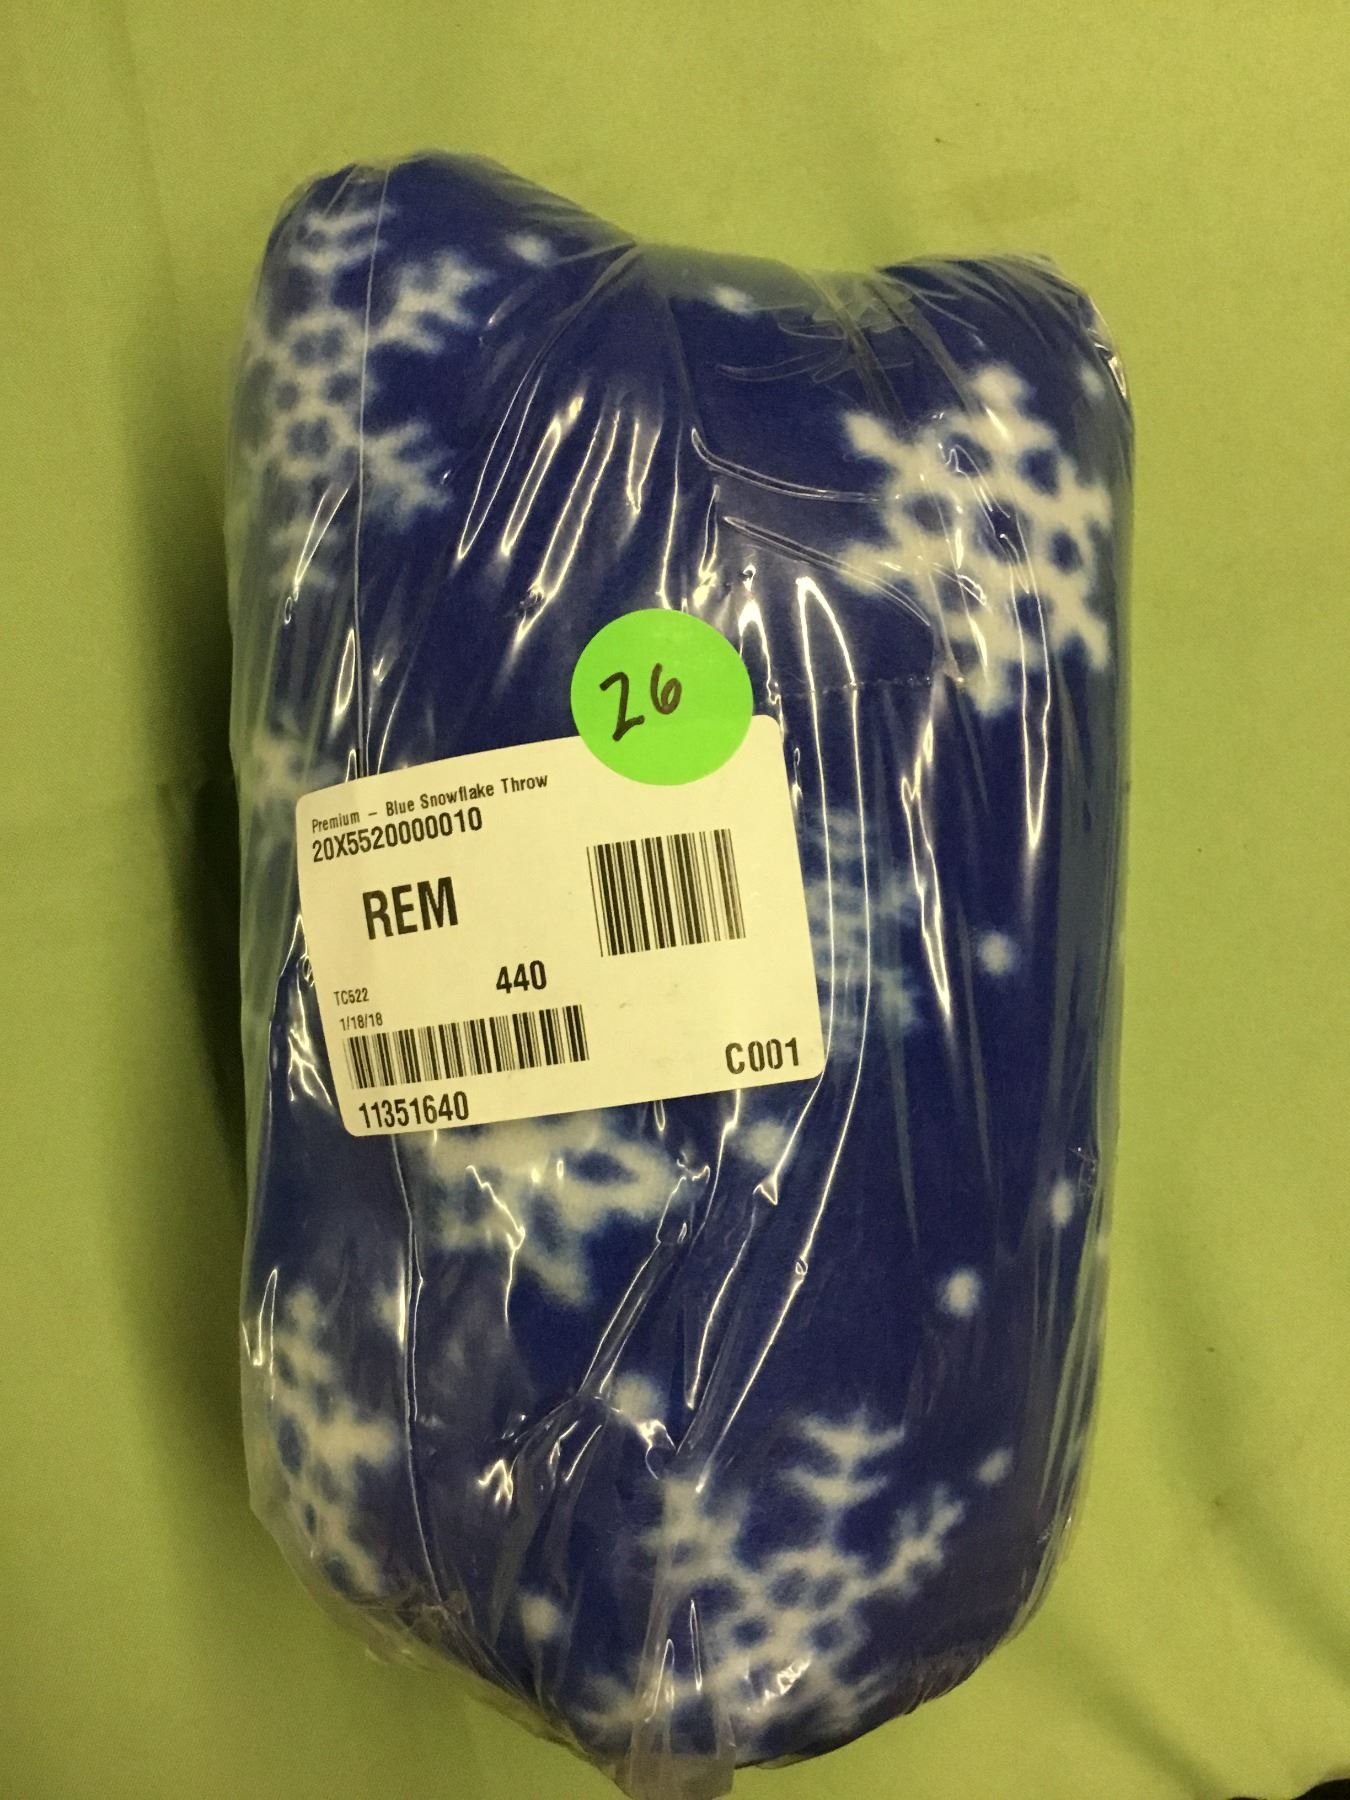 26
Premium – Blue Snowflake Throw
20X5520000010
REM
440
TC522
1/18/18
C001
11351640